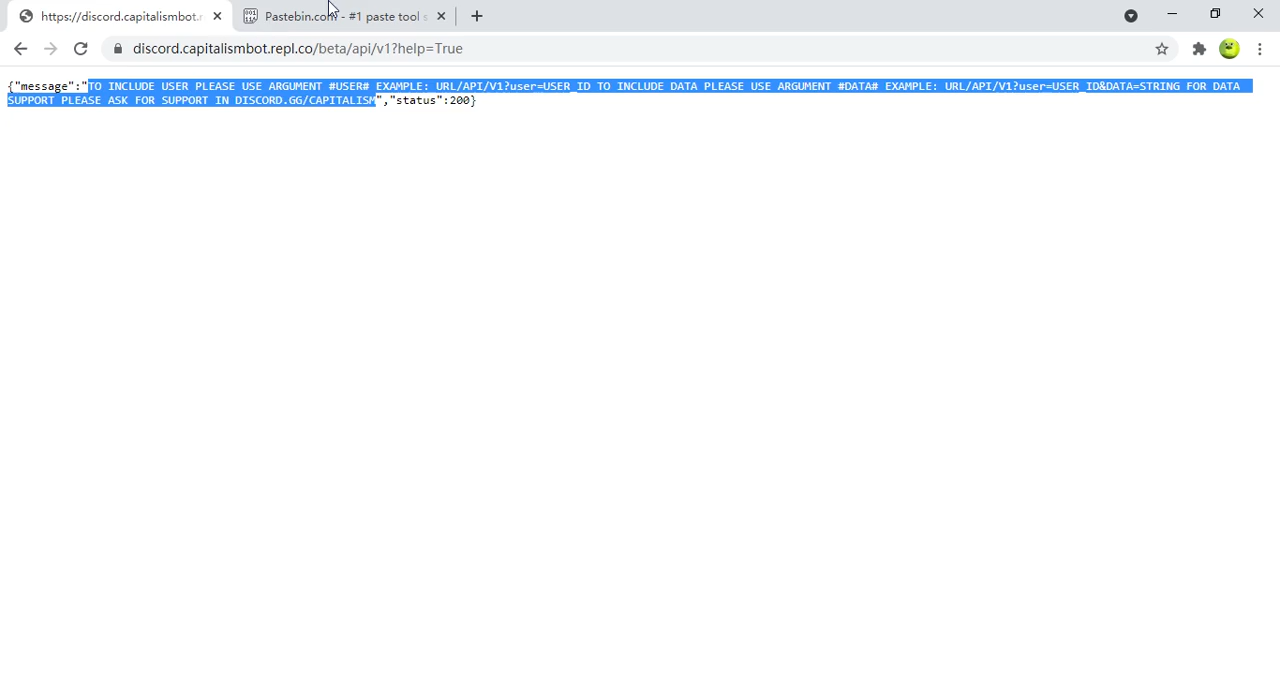 https://discord.capitalismbot.r
Pastebin.com - #1 paste tool s
discord.capitalismbot.repl.co/beta/api/v1?help=True
{"message":"TO INCLUDE USER PLEASE USE ARGUMENT #USER# EXAMPLE: URL/API/V1?user=USER_ID TO INCLUDE DATA PLEASE USE ARGUMENT #DATA# EXAMPLE: URL/API/V1?user=USER_ID&DATA=STRING FOR DATA
SUPPORT PLEASE ASK FOR SUPPORT IN DISCORD.GG/CAPITALISM","status":200}